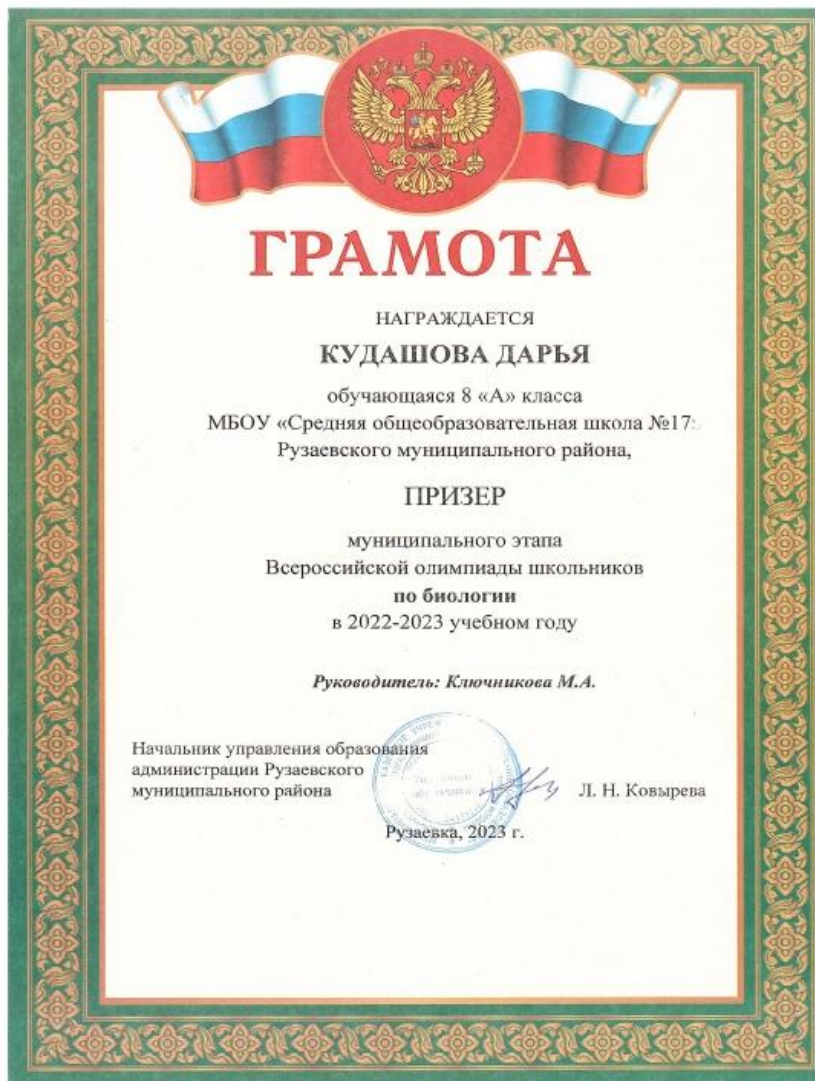 ГРАМОТА
НАГРАЖДАЕТСЯ
КУДАШОВА ДАРЬЯ
обучающаяся 8 «А» класса
МБОУ «Средняя общеобразовательная школа №17
Рузаевского муниципального района,
ПРИЗЕР
муниципального этапа
Всероссийской олимпиады школьников
по биологии
в 2022-2023 учебном году
Руководитель: Ключникова М.А.
Начальник управления образования
администрации Рузаевского
муниципального района Л. Н. Ковырева
Рузаевка, 2023 г.